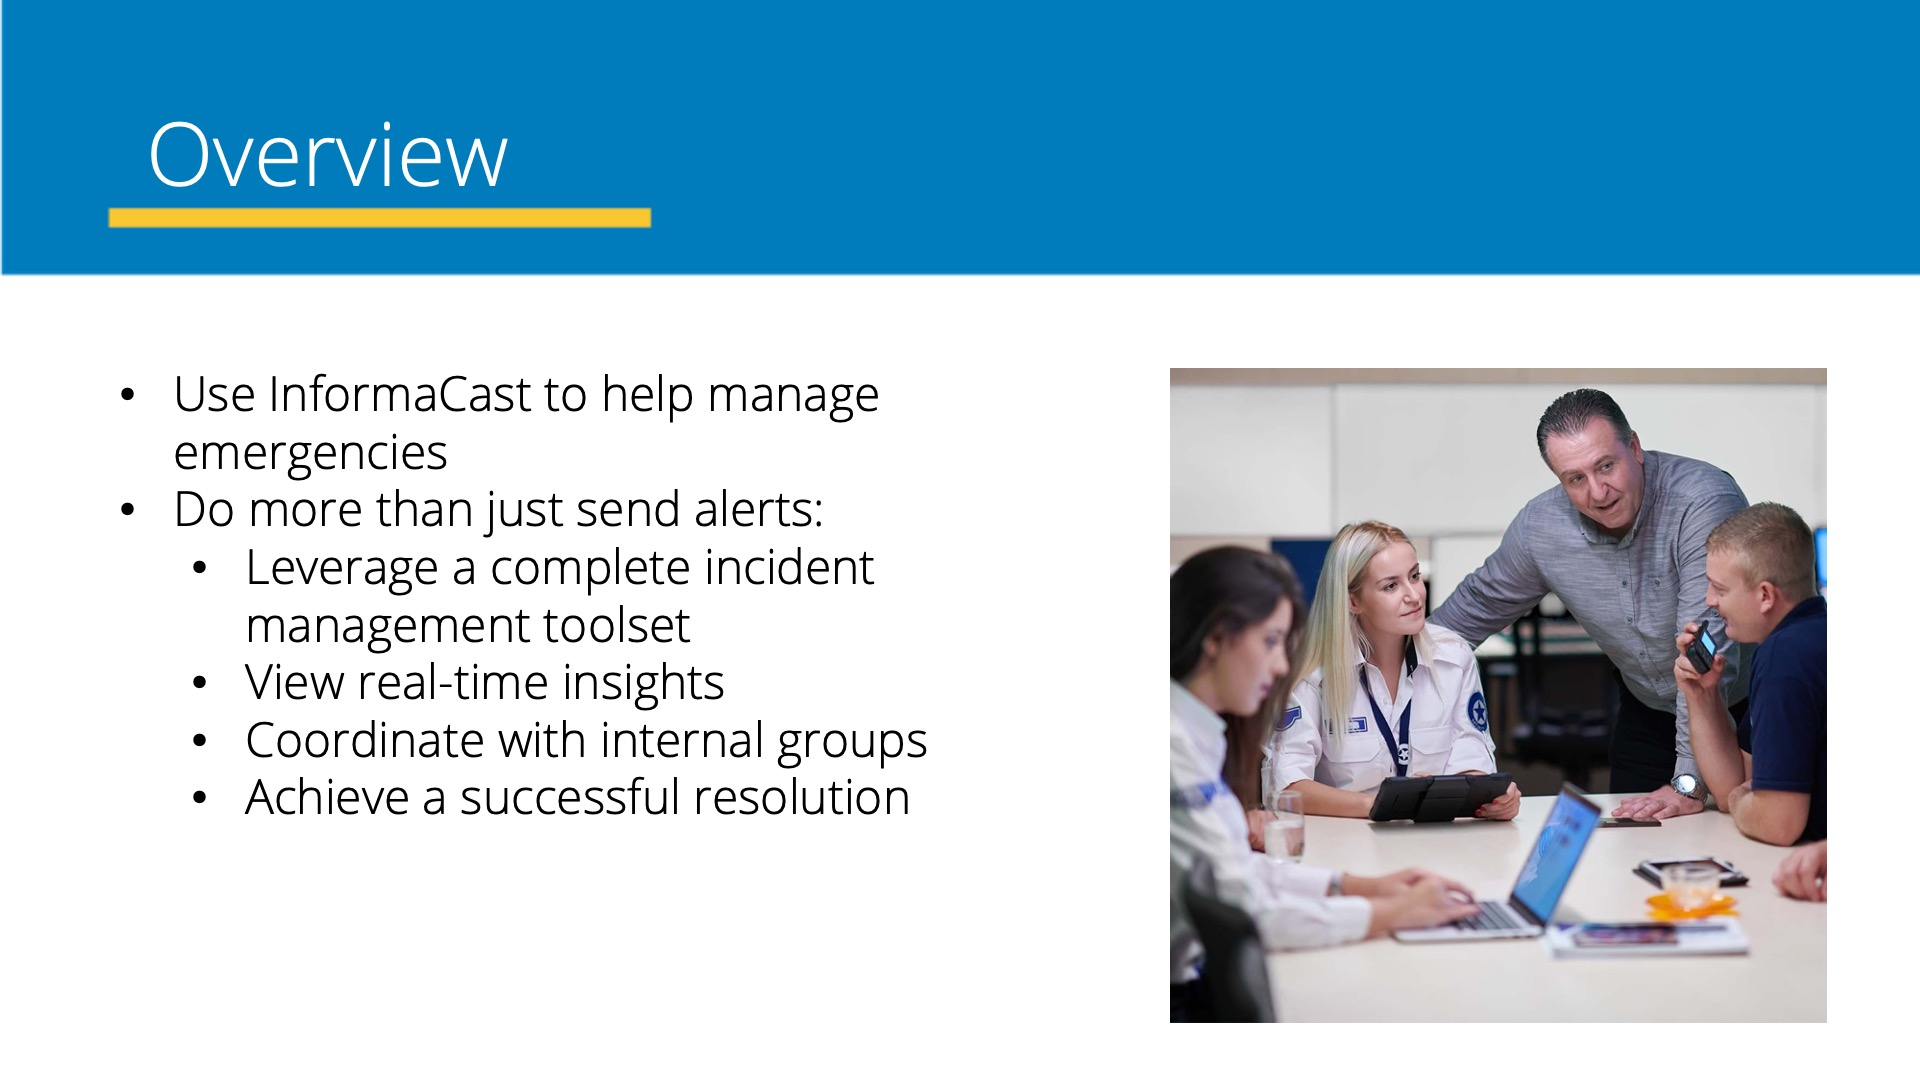 Overview
• Use InformaCast to help manage
emergencies
• Do more than just send alerts:
• Leverage a complete incident
management toolset
• View real-time insights
• Coordinate with internal groups
• Achieve a successful resolution